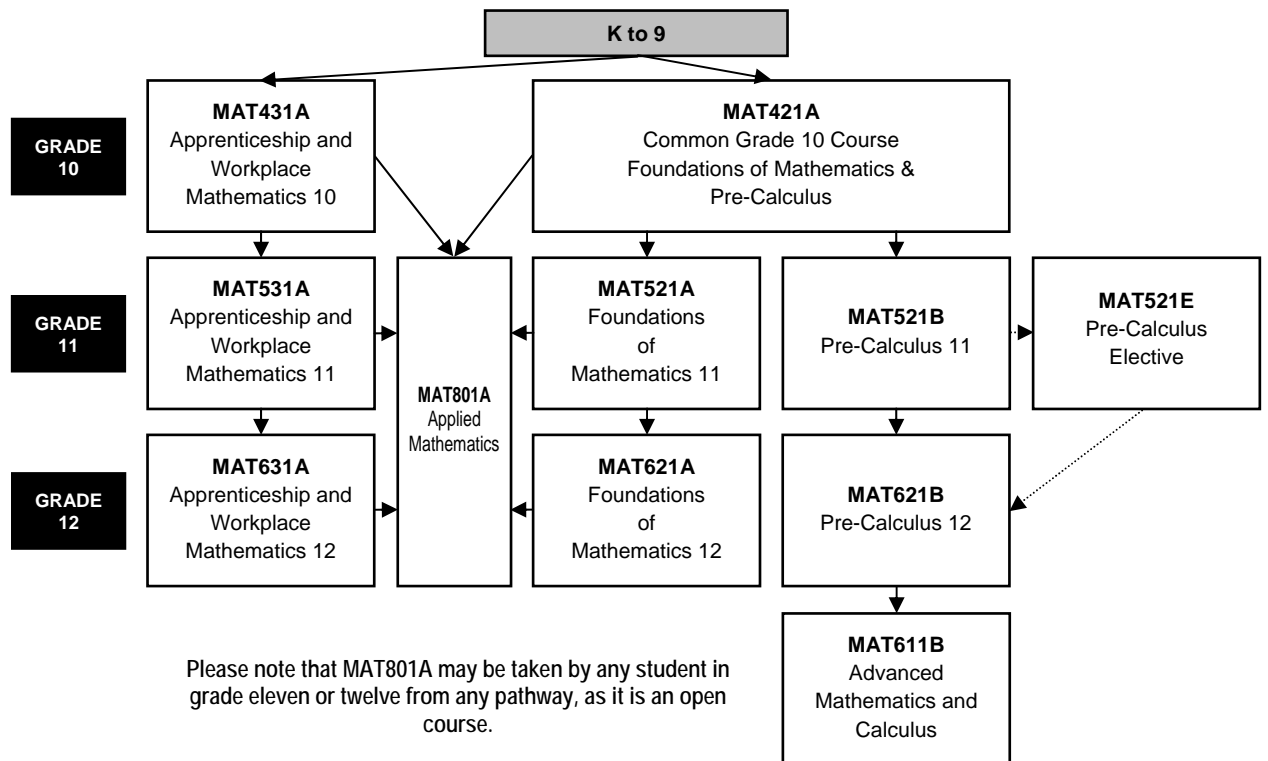 K to 9
GRADE
10
MAT431A
Apprenticeship and
Workplace
Mathematics 10
MAT421A
Common Grade 10 Course
Foundations of Mathematics &
Pre-Calculus
GRADE
11
MAT531A
Apprenticeship and
Workplace
Mathematics 11
MAT801A
Applied
Mathematics
MAT521A
Foundations
of
Mathematics 11
MAT521B
Pre-Calculus 11
MAT521E
Pre-Calculus
Elective
GRADE
12
MAT631A
Apprenticeship and
Workplace
Mathematics 12
MAT621A
Foundations
of
Mathematics 12
MAT621B
Pre-Calculus 12
MAT611B
Advanced
Mathematics and
Calculus
Please note that MAT801A may be taken by any student in
grade eleven or twelve from any pathway, as it is an open
course.